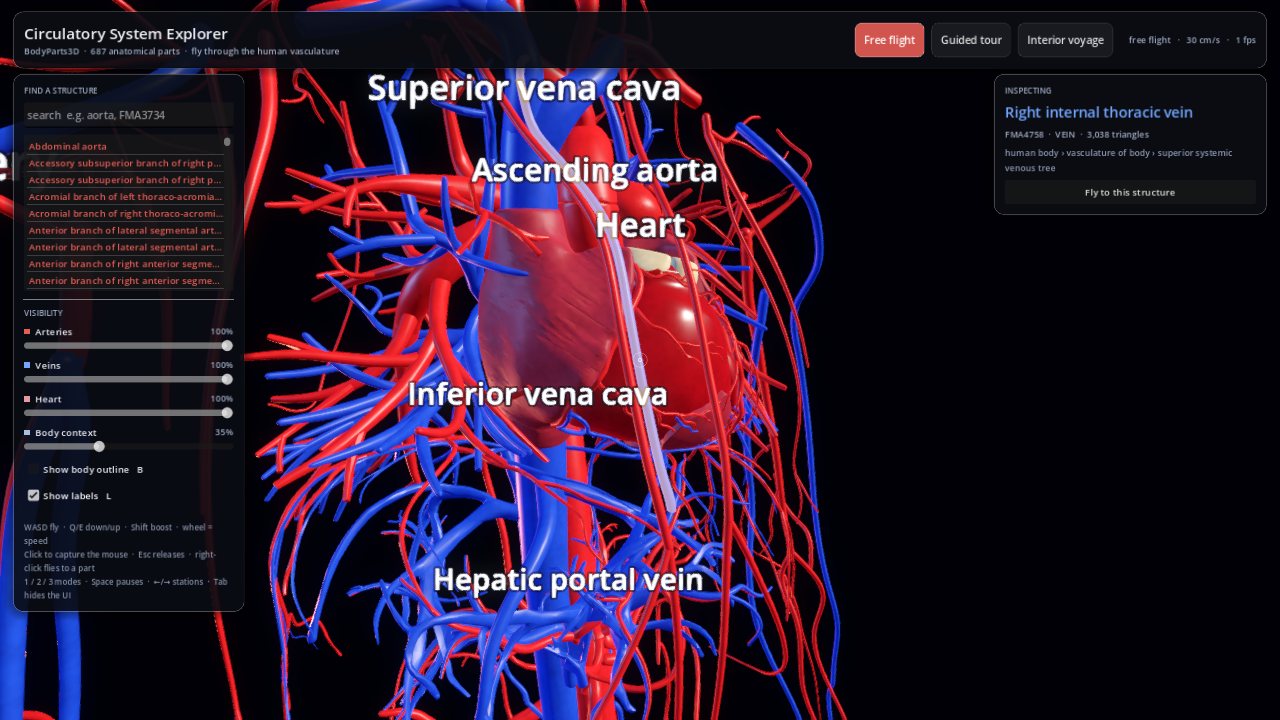 Circulatory System Explorer
BodyParts3D · 687 anatomical parts · fly through the human vasculature
Free flight
Guided tour
Interior voyage
free flight · 30 cm/s · 1 fps
FIND A STRUCTURE
search e.g. aorta, FMA3734
Abdominal aorta
Accessory subsuperior branch of right p...
Accessory subsuperior branch of right p...
Acromial branch of left thoraco-acromia...
Acromial branch of right thoraco-acromi...
Anterior branch of lateral segmental art...
Anterior branch of lateral segmental art...
Anterior branch of right anterior segme...
Anterior branch of right anterior segme...
VISIBILITY
Arteries 100%
Veins 100%
Heart 100%
Body context 35%
Show body outline B
Show labels L
WASD fly · Q/E down/up · Shift boost · wheel =
speed
Click to capture the mouse · Esc releases · right-
click flies to a part
1 / 2 / 3 modes · Space pauses · ←/→ stations · Tab
hides the UI
Superior vena cava
Ascending aorta
Heart
Inferior vena cava
Hepatic portal vein
INSPECTING
Right internal thoracic vein
FMA4758 · VEIN · 3,038 triangles
human body › vasculature of body › superior systemic
venous tree
Fly to this structure